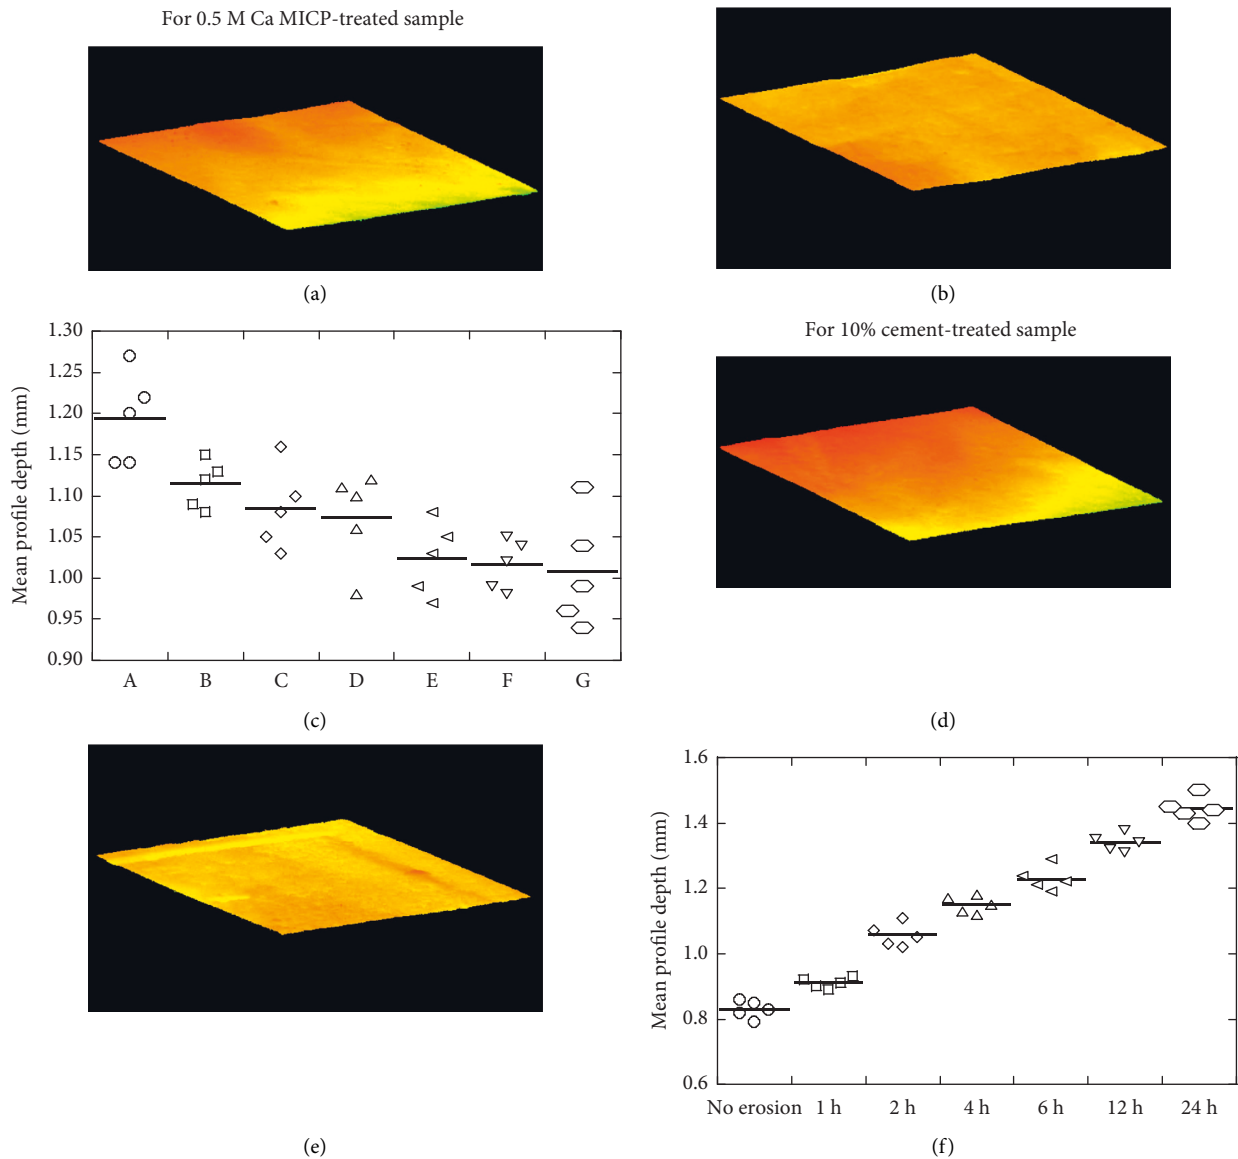 For 0.5 M Ca MICP-treated sample
(a)
(b)
Mean profile depth (mm)
1.30
1.25
1.20
1.15
1.10
1.05
1.00
0.95
0.90
A B C D E F G
(c)
For 10% cement-treated sample
(d)
(e)
Mean profile depth (mm)
1.6
1.4
1.2
1.0
0.8
0.6
No erosion 1 h 2 h 4 h 6 h 12 h 24 h
(f)